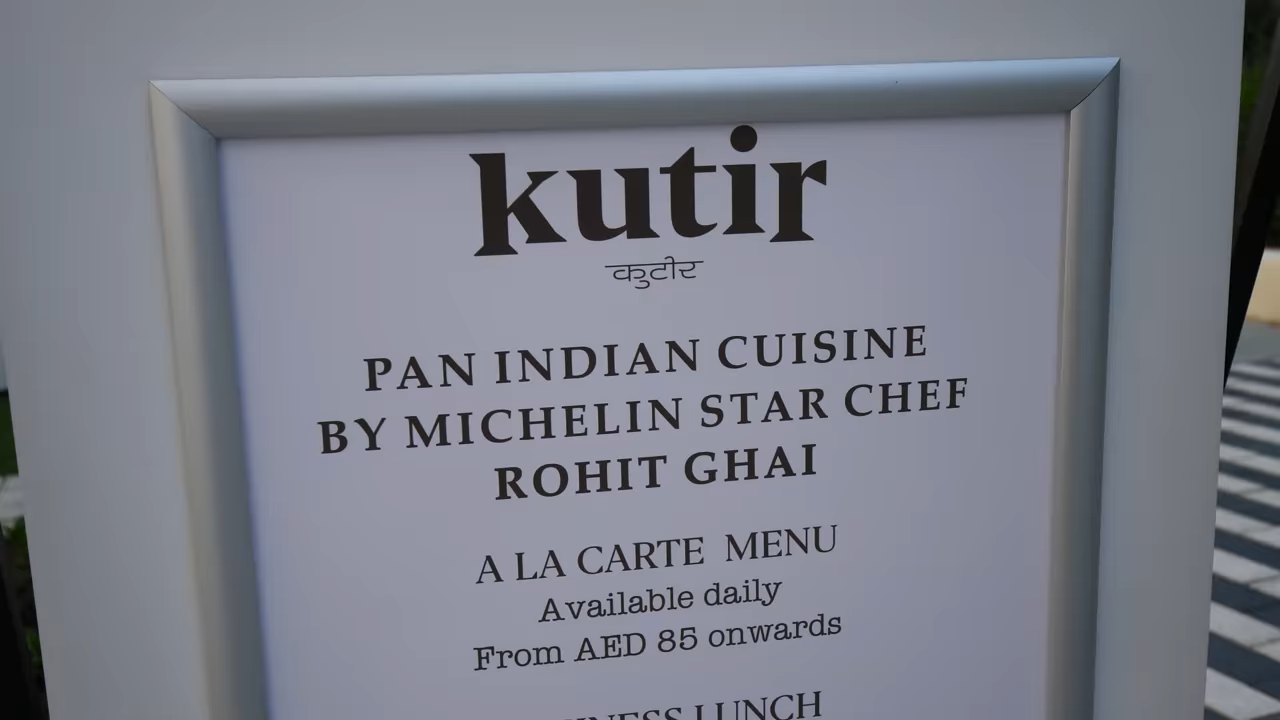 kutir
कुटीर
PAN INDIAN CUISINE
BY MICHELIN STAR CHEF
ROHIT GHAI
A LA CARTE MENU
Available daily
From AED 85 onwards
LUNCH